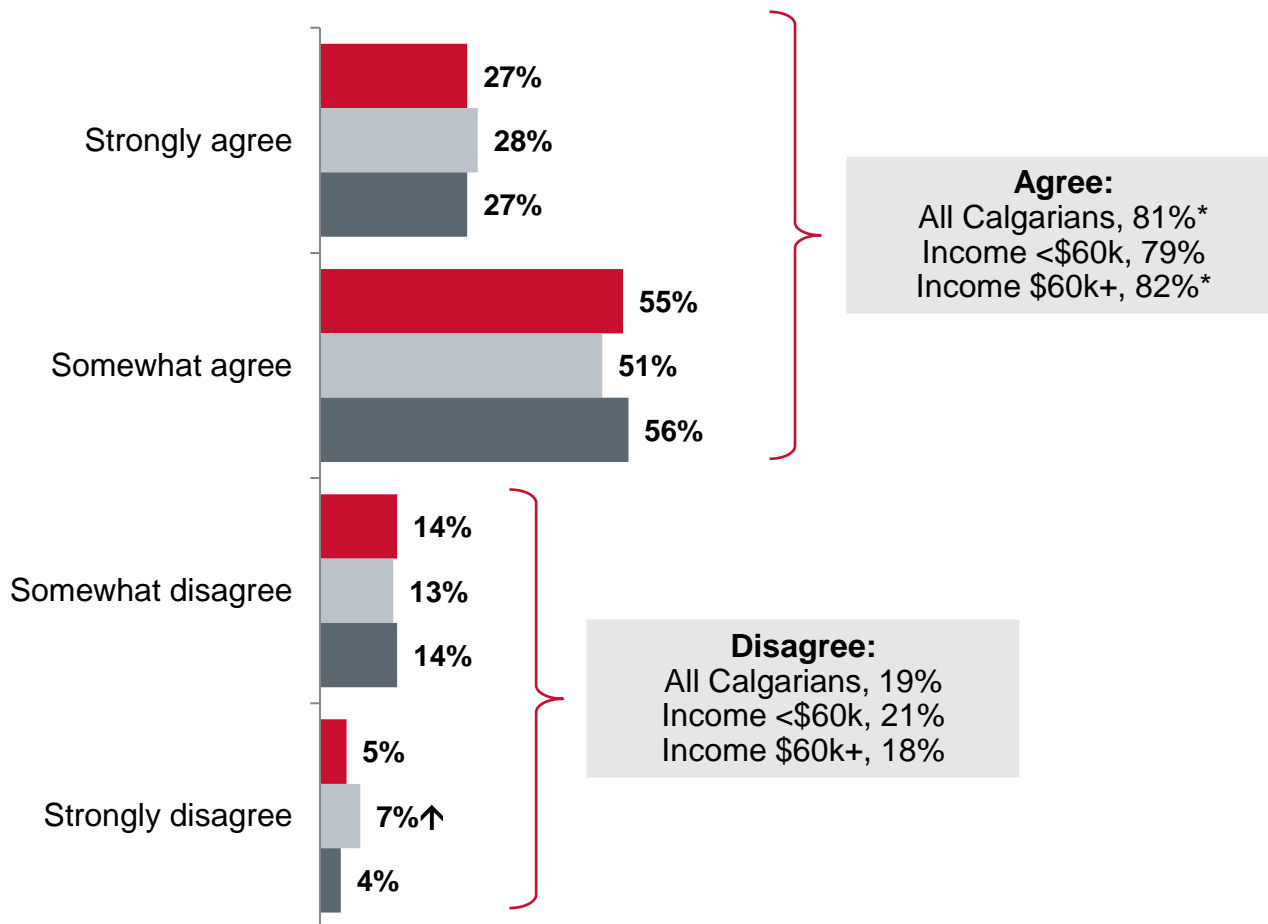 Strongly agree
27%
28%
27%
Somewhat agree
55%
51%
56%
Agree:
All Calgarians, 81%*
Income <$60k, 79%
Income $60k+, 82%*
Somewhat disagree
14%
13%
14%
Strongly disagree
5%
7%↑
4%
Disagree:
All Calgarians, 19%
Income <$60k, 21%
Income $60k+, 18%